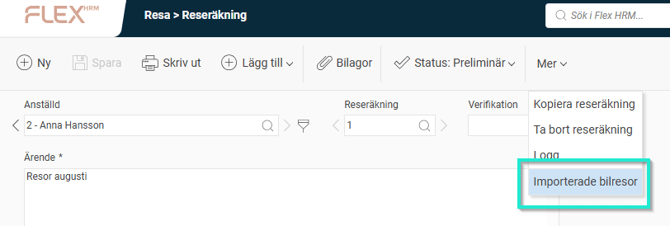 FLEX HRM
Resa > Reseräkning
Sök i Flex HRM...
Ny Spara Skriv ut Lägg till Bilagor Status: Preliminär Mer
Kopiera reseräkning
Ta bort reseräkning
Logg
Importerade bilresor
Anställd Reseräkning Verifikation
2 - Anna Hansson 1
Ärende *
Resor augusti